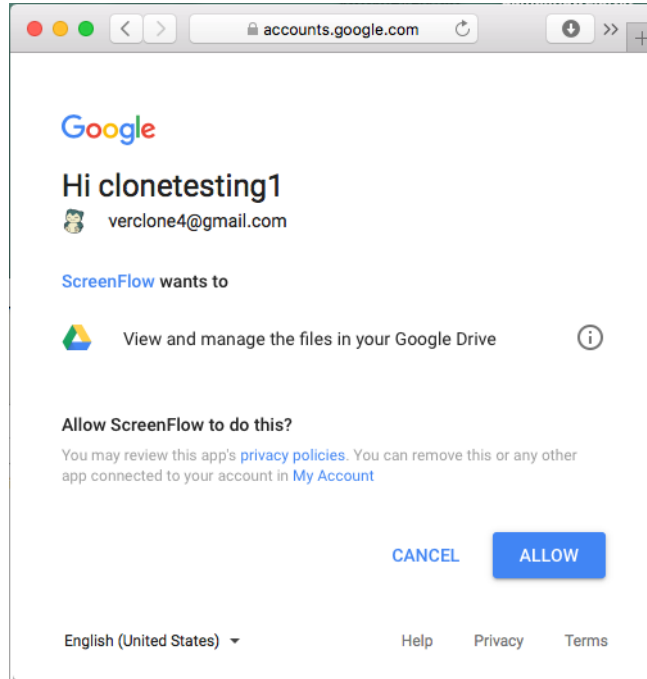 accounts.google.com
Google
Hi clonetesting1
verclone4@gmail.com
ScreenFlow wants to
View and manage the files in your Google Drive
Allow ScreenFlow to do this?
You may review this app's privacy policies. You can remove this or any other
app connected to your account in My Account
CANCEL ALLOW
English (United States) Help Privacy Terms